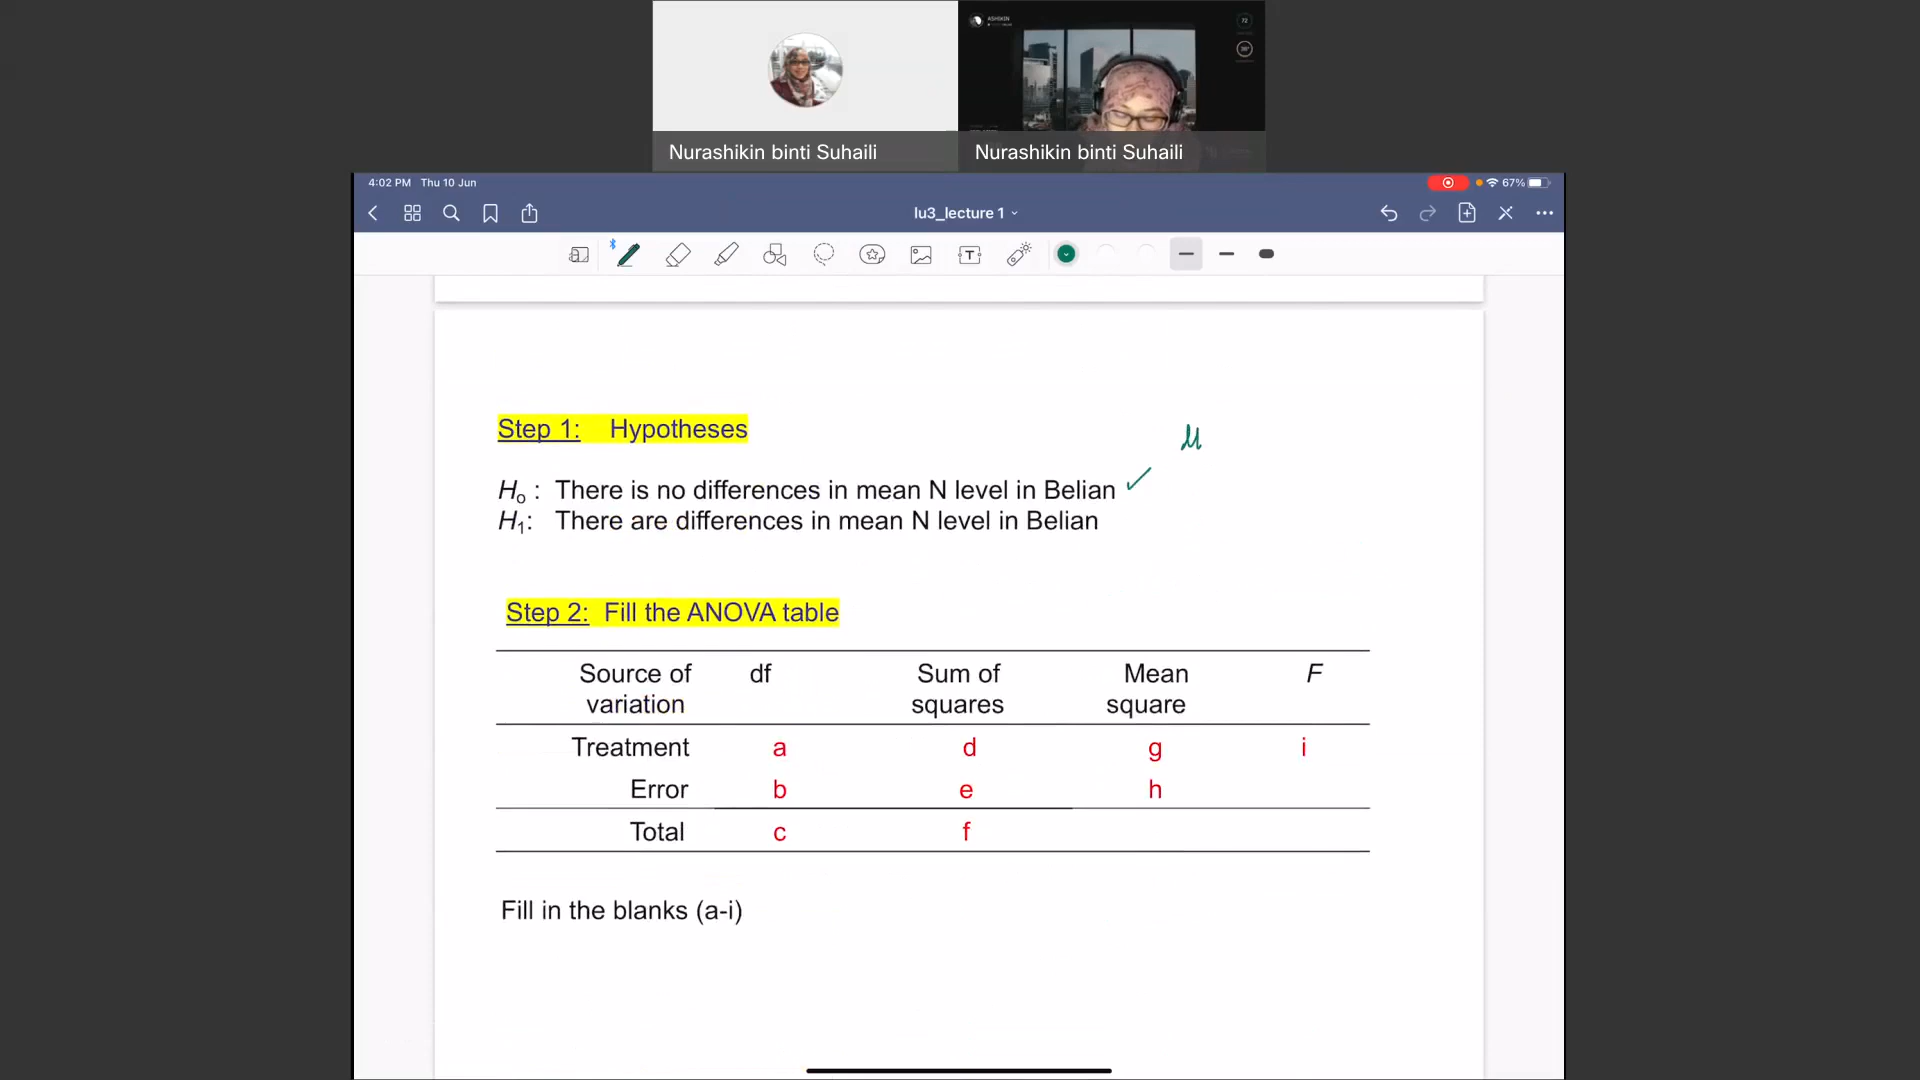 ASHIKIN
72
Nurashikin binti Suhaili
Nurashikin binti Suhaili
4:02 PM Thu 10 Jun
67%
lu3_lecture 1
Step 1: Hypotheses
μ
Ho : There is no differences in mean N level in Belian ✓
H1: There are differences in mean N level in Belian
Step 2: Fill the ANOVA table
Source of variation df Sum of squares Mean square F
Treatment a d g i
Error b e h
Total c f
Fill in the blanks (a-i)